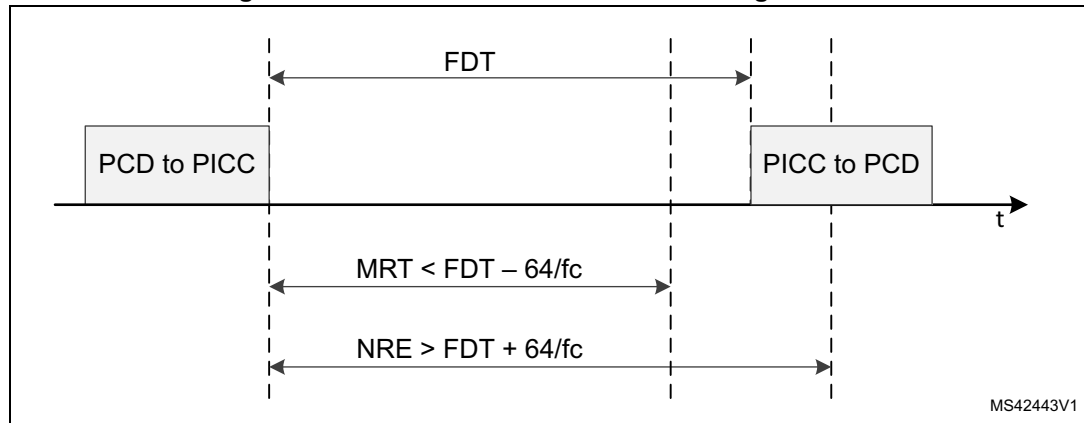 FDT
PCD to PICC
PICC to PCD
t
MRT < FDT – 64/fc
NRE > FDT + 64/fc
MS42443V1